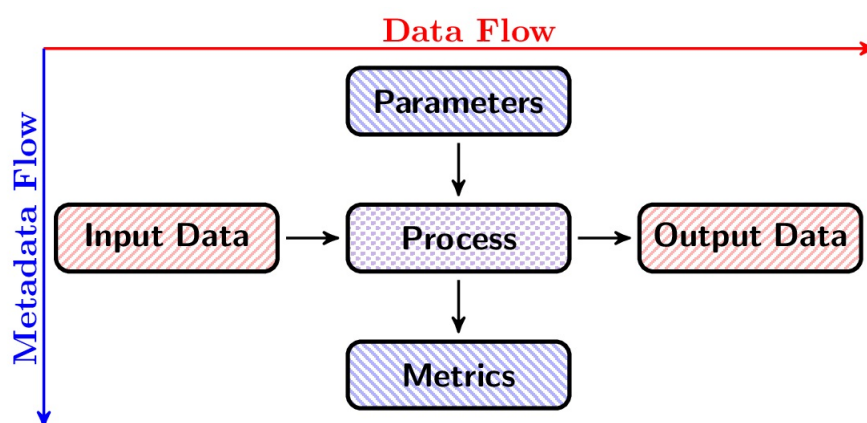 Data Flow
Metadata Flow
Parameters
Input Data
Process
Output Data
Metrics